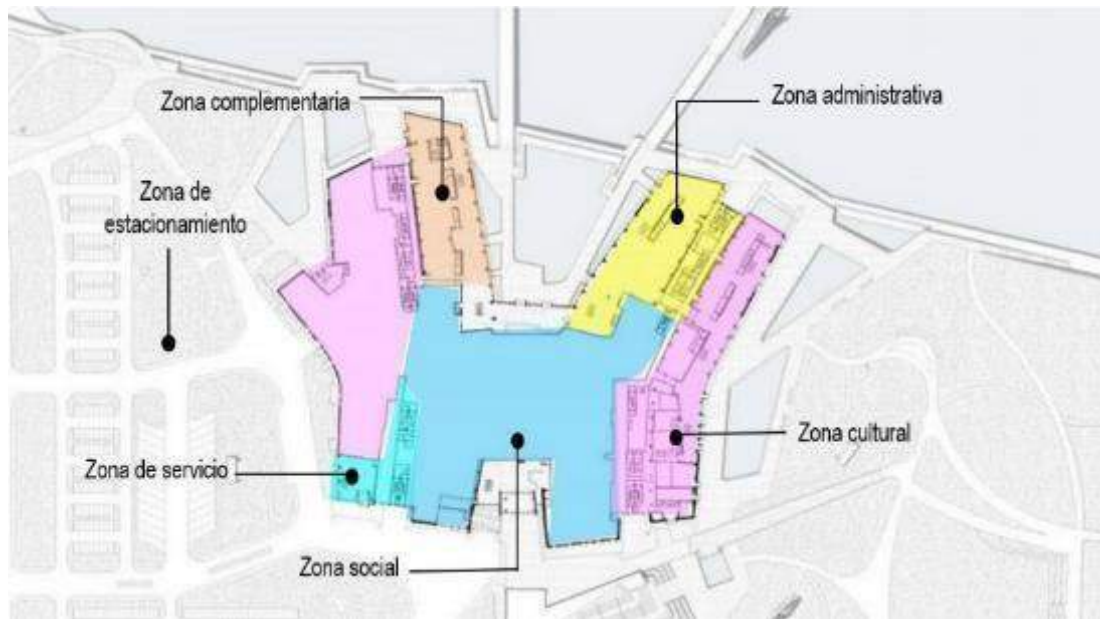 Zona complementaria
Zona administrativa
Zona de
estacionamiento
Zona cultural
Zona de servicio
Zona social